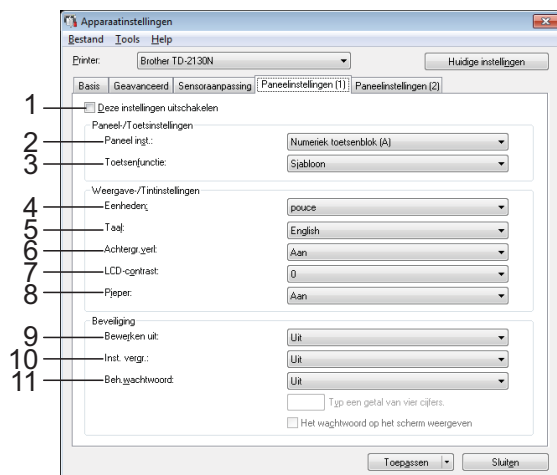 Apparaatinstellingen
Bestand Tools Help
Printer: Brother TD-2130N Huidige instellingen
Basis Geavanceerd Sensoraanpassing Paneelinstellingen (1) Paneelinstellingen (2)
1 Deze instellingen uitschakelen
Paneel-/Toetsinstellingen
2 Paneel inst.: Numeriek toetsenblok (A)
3 Toetsenfunctie: Sjabloon
Weergave-/Tintinstellingen
4 Eenheden: pouce
5 Taal: English
6 Achtergr.verl: Aan
7 LCD-contrast: 0
8 Pieper: Aan
Beveiliging
9 Bewerken uit: Uit
10 Inst. vergr.: Uit
11 Beh.wachtwoord: Uit
Typ een getal van vier cijfers.
Het wachtwoord op het scherm weergeven
Toepassen Sluiten